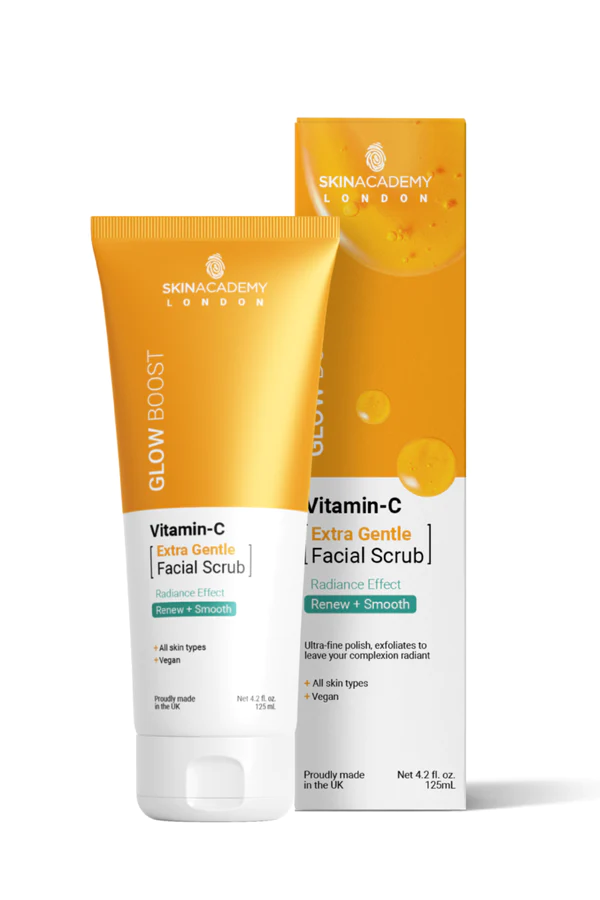 SKINACADEMY
LONDON
GLOW BOOST
Vitamin-C
Extra Gentle
Facial Scrub
Radiance Effect
Renew + Smooth
+ All skin types
+ Vegan
Proudly made
in the UK
Net 4.2 fl. oz.
125 mL
SKINACADEMY
LONDON
GLOW
Vitamin-C
[Extra Gentle
Facial Scrub]
Radiance Effect
Renew + Smooth
Ultra-fine polish, exfoliates to
leave your complexion radiant
+ All skin types
+ Vegan
Proudly made
in the UK
Net 4.2 fl. oz.
125mL